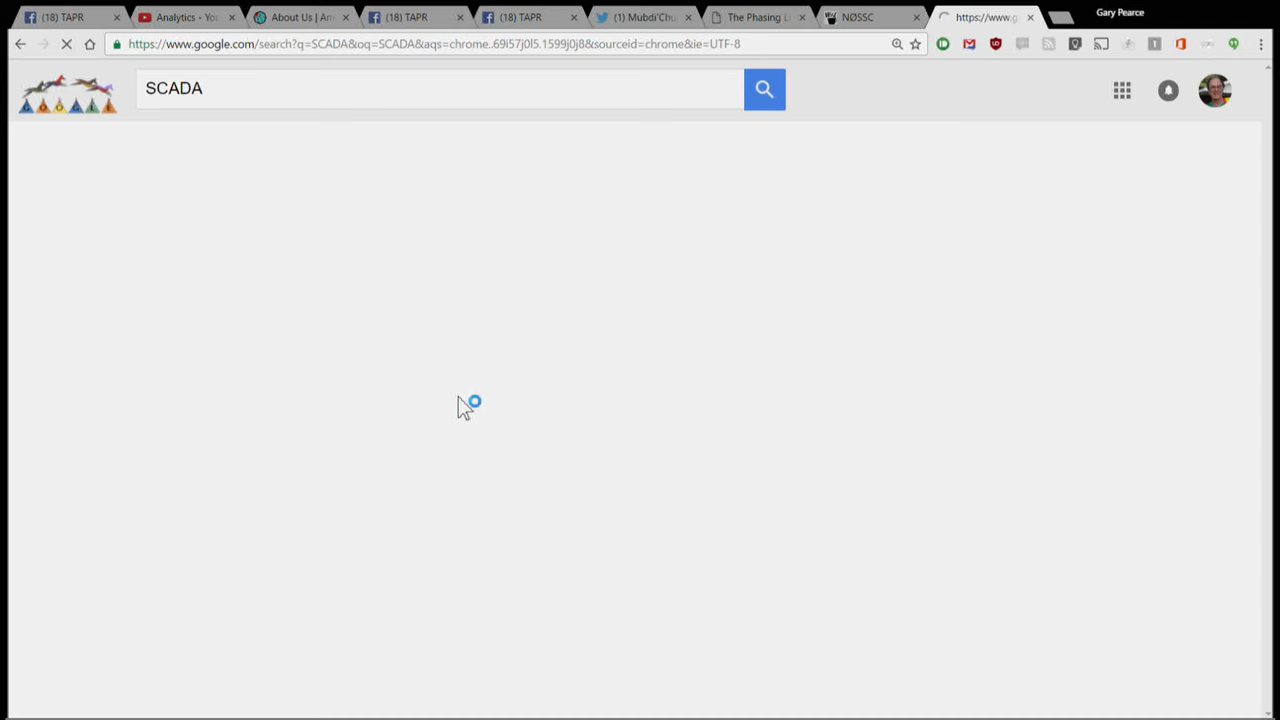 (18) TAPR
Analytics - You
About Us | Am
(18) TAPR
(18) TAPR
(1) Mubdi'Chu
The Phasing L
NØSSC
https://www.g
Gary Pearce
https://www.google.com/search?q=SCADA&oq=SCADA&aqs=chrome..69i57j0l5.1599j0j8&sourceid=chrome&ie=UTF-8
GOOGLE
SCADA